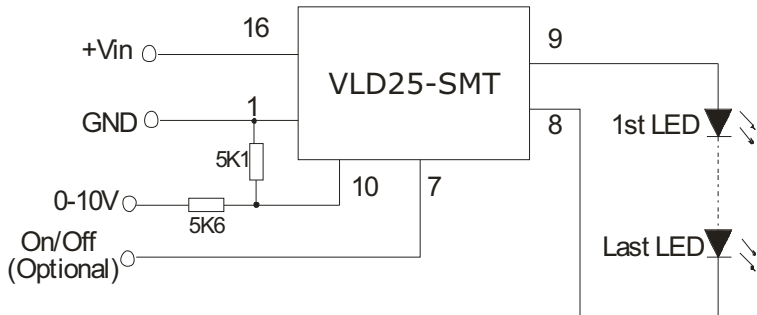 16
+Vin
VLD25-SMT
9
1
GND
8
1st LED
5K1
10
7
0-10V
5K6
On/Off
(Optional)
Last LED